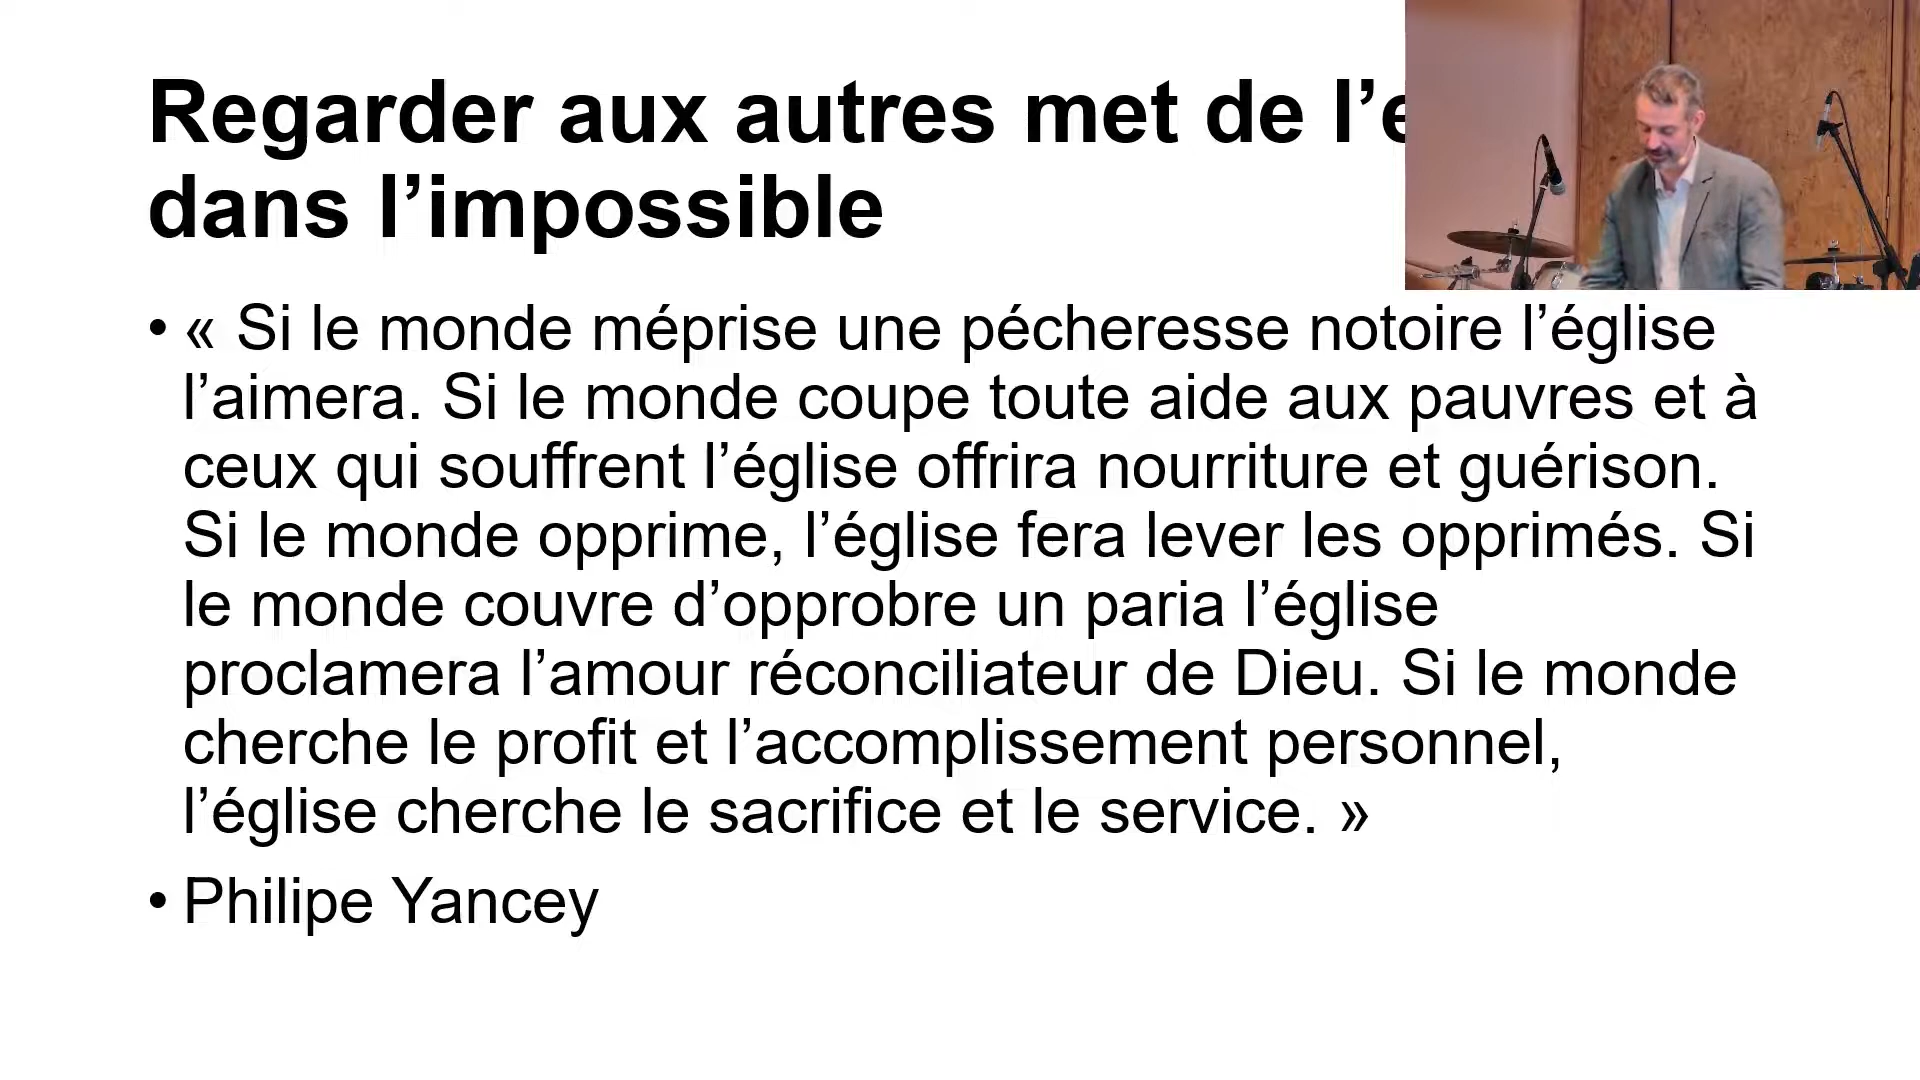 Regarder aux autres met de
dans l’impossible
• « Si le monde méprise une pécheresse notoire l’église
l’aimera. Si le monde coupe toute aide aux pauvres et à
ceux qui souffrent l’église offrira nourriture et guérison.
Si le monde opprime, l’église fera lever les opprimés. Si
le monde couvre d’opprobre un paria l’église
proclamera l’amour réconciliateur de Dieu. Si le monde
cherche le profit et l’accomplissement personnel,
l’église cherche le sacrifice et le service. »
• Philipe Yancey